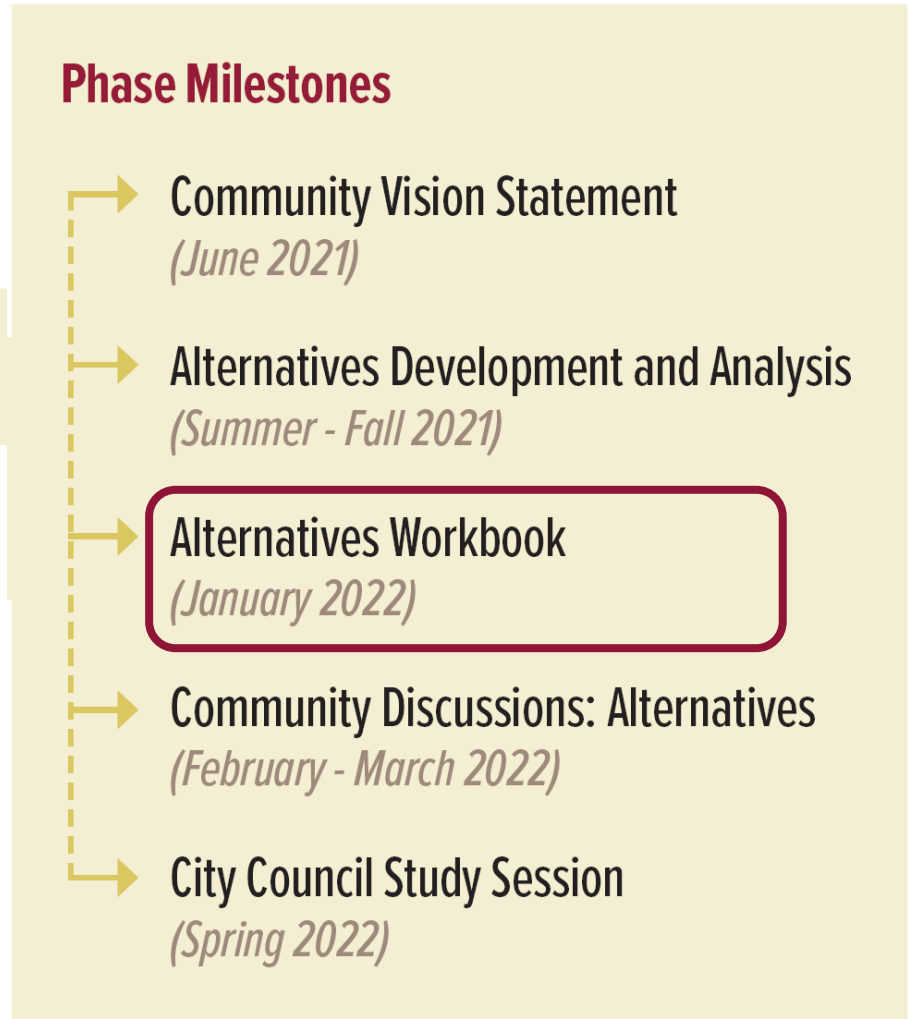 Phase Milestones
Community Vision Statement
(June 2021)
Alternatives Development and Analysis
(Summer - Fall 2021)
Alternatives Workbook
(January 2022)
Community Discussions: Alternatives
(February - March 2022)
City Council Study Session
(Spring 2022)